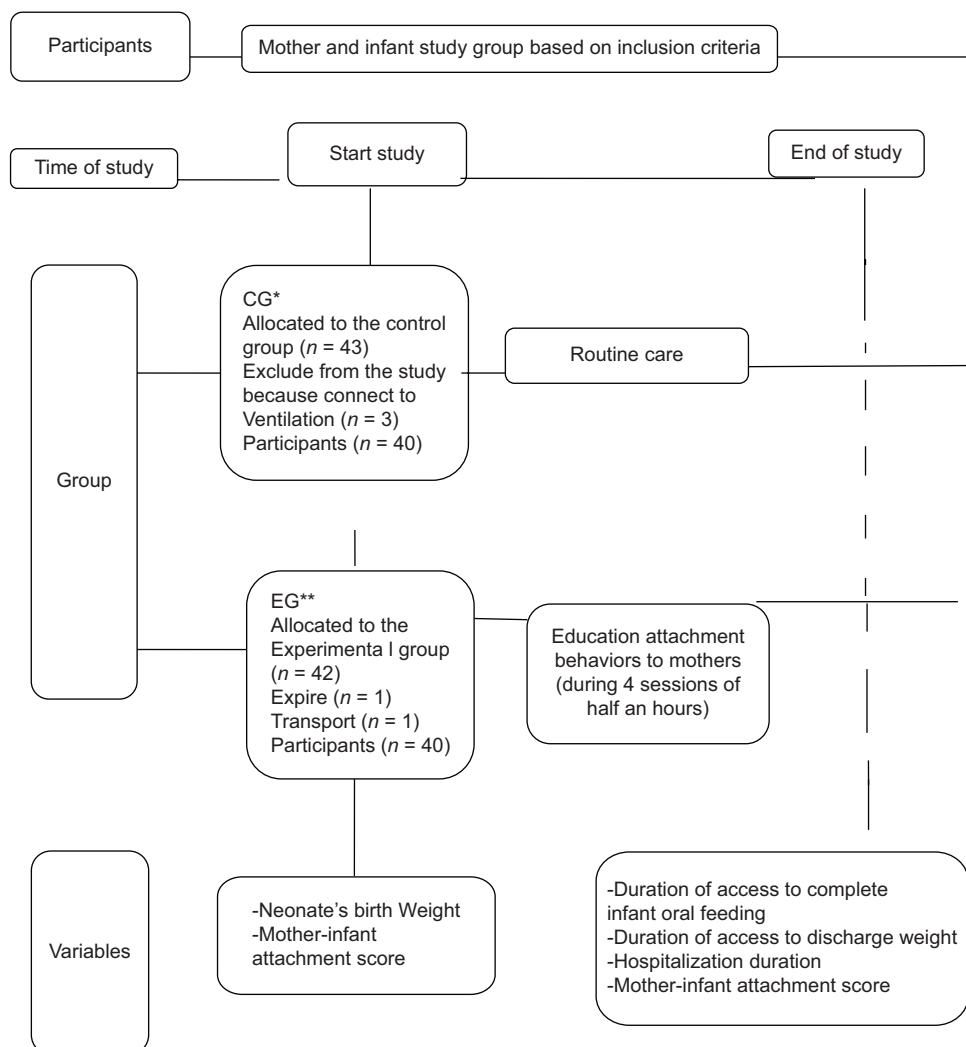 Participants
Mother and infant study group based on inclusion criteria
Time of study
Start study
End of study
Group
CG*
Allocated to the control
group (n = 43)
Exclude from the study
because connect to
Ventilation (n = 3)
Participants (n = 40)
Routine care
EG**
Allocated to the
Experimenta l group
(n = 42)
Expire (n = 1)
Transport (n = 1)
Participants (n = 40)
Education attachment
behaviors to mothers
(during 4 sessions of
half an hours)
Variables
-Neonate's birth Weight
-Mother-infant
attachment score
-Duration of access to complete
infant oral feeding
-Duration of access to discharge weight
-Hospitalization duration
-Mother-infant attachment score